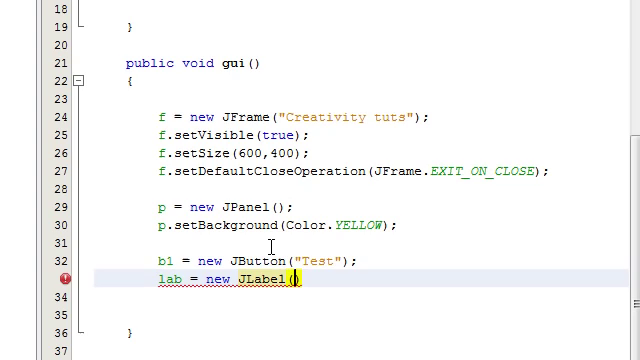 18
19 }
20
21 public void gui()
22 {
23
24 f = new JFrame("Creativity tuts");
25 f.setVisible(true);
26 f.setSize(600,400);
27 f.setDefaultCloseOperation(JFrame.EXIT_ON_CLOSE);
28
29 p = new JPanel();
30 p.setBackground(Color.YELLOW);
31
32 b1 = new JButton("Test");
lab = new JLabel()
34
35
36 }
37